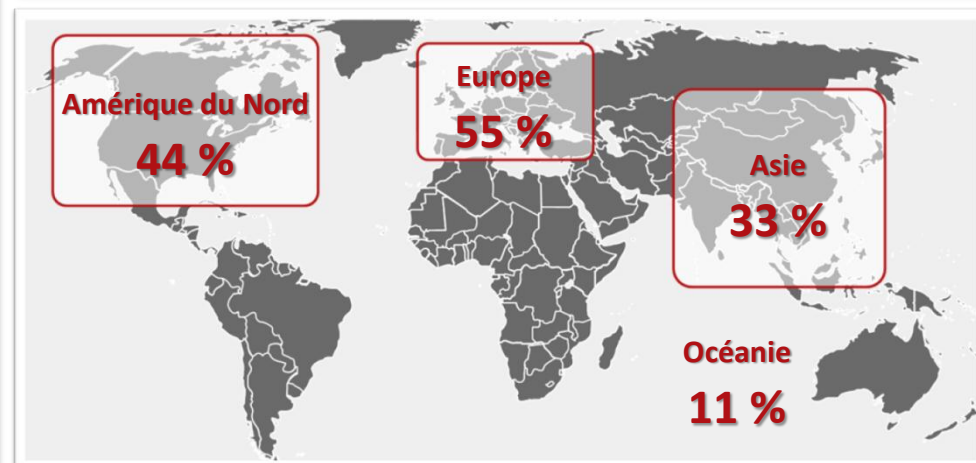 Amérique du Nord
44 %
Europe
55 %
Asie
33 %
Océanie
11 %